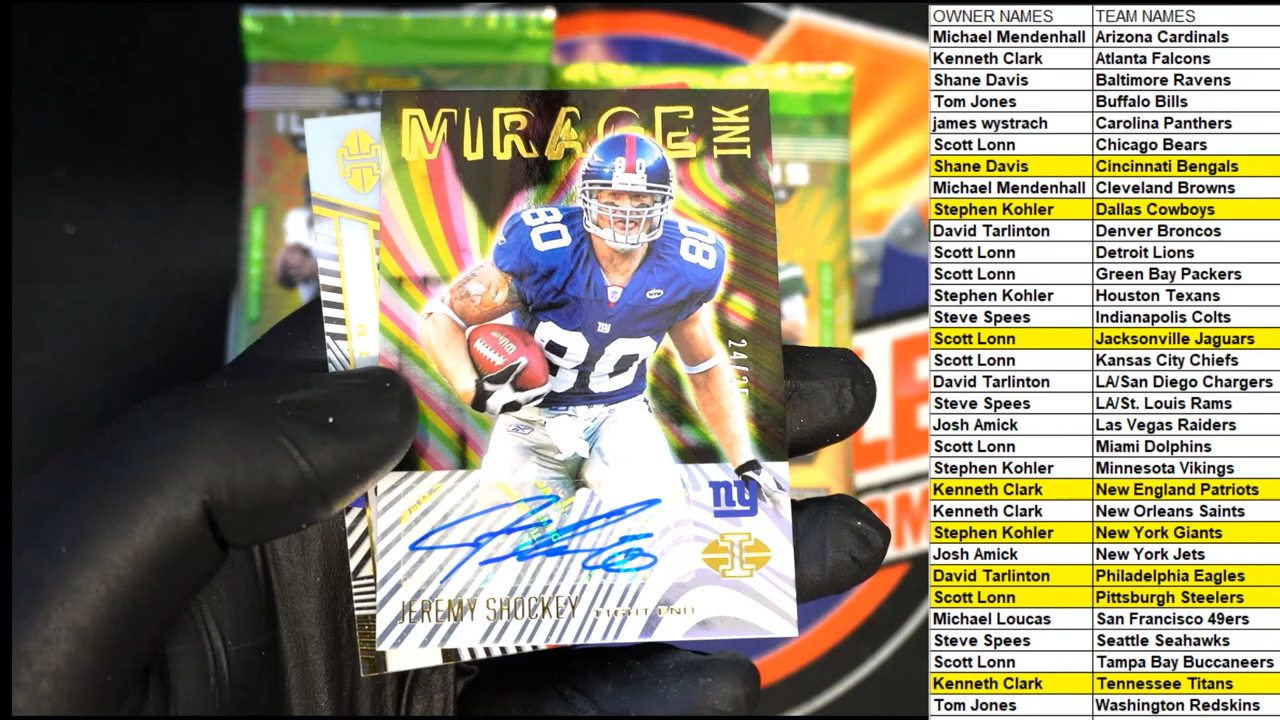 MIRAGE
INK
80
80
80
80
24/25
ny
JEREMY SHOCKEY TIGHT END
OWNER NAMES TEAM NAMES
Michael Mendenhall Arizona Cardinals
Kenneth Clark Atlanta Falcons
Shane Davis Baltimore Ravens
Tom Jones Buffalo Bills
james wystrach Carolina Panthers
Scott Lonn Chicago Bears
Shane Davis Cincinnati Bengals
Michael Mendenhall Cleveland Browns
Stephen Kohler Dallas Cowboys
David Tarlinton Denver Broncos
Scott Lonn Detroit Lions
Scott Lonn Green Bay Packers
Stephen Kohler Houston Texans
Steve Spees Indianapolis Colts
Scott Lonn Jacksonville Jaguars
Scott Lonn Kansas City Chiefs
David Tarlinton LA/San Diego Chargers
Steve Spees LA/St. Louis Rams
Josh Amick Las Vegas Raiders
Scott Lonn Miami Dolphins
Stephen Kohler Minnesota Vikings
Kenneth Clark New England Patriots
Kenneth Clark New Orleans Saints
Stephen Kohler New York Giants
Josh Amick New York Jets
David Tarlinton Philadelphia Eagles
Scott Lonn Pittsburgh Steelers
Michael Loucas San Francisco 49ers
Steve Spees Seattle Seahawks
Scott Lonn Tampa Bay Buccaneers
Kenneth Clark Tennessee Titans
Tom Jones Washington Redskins